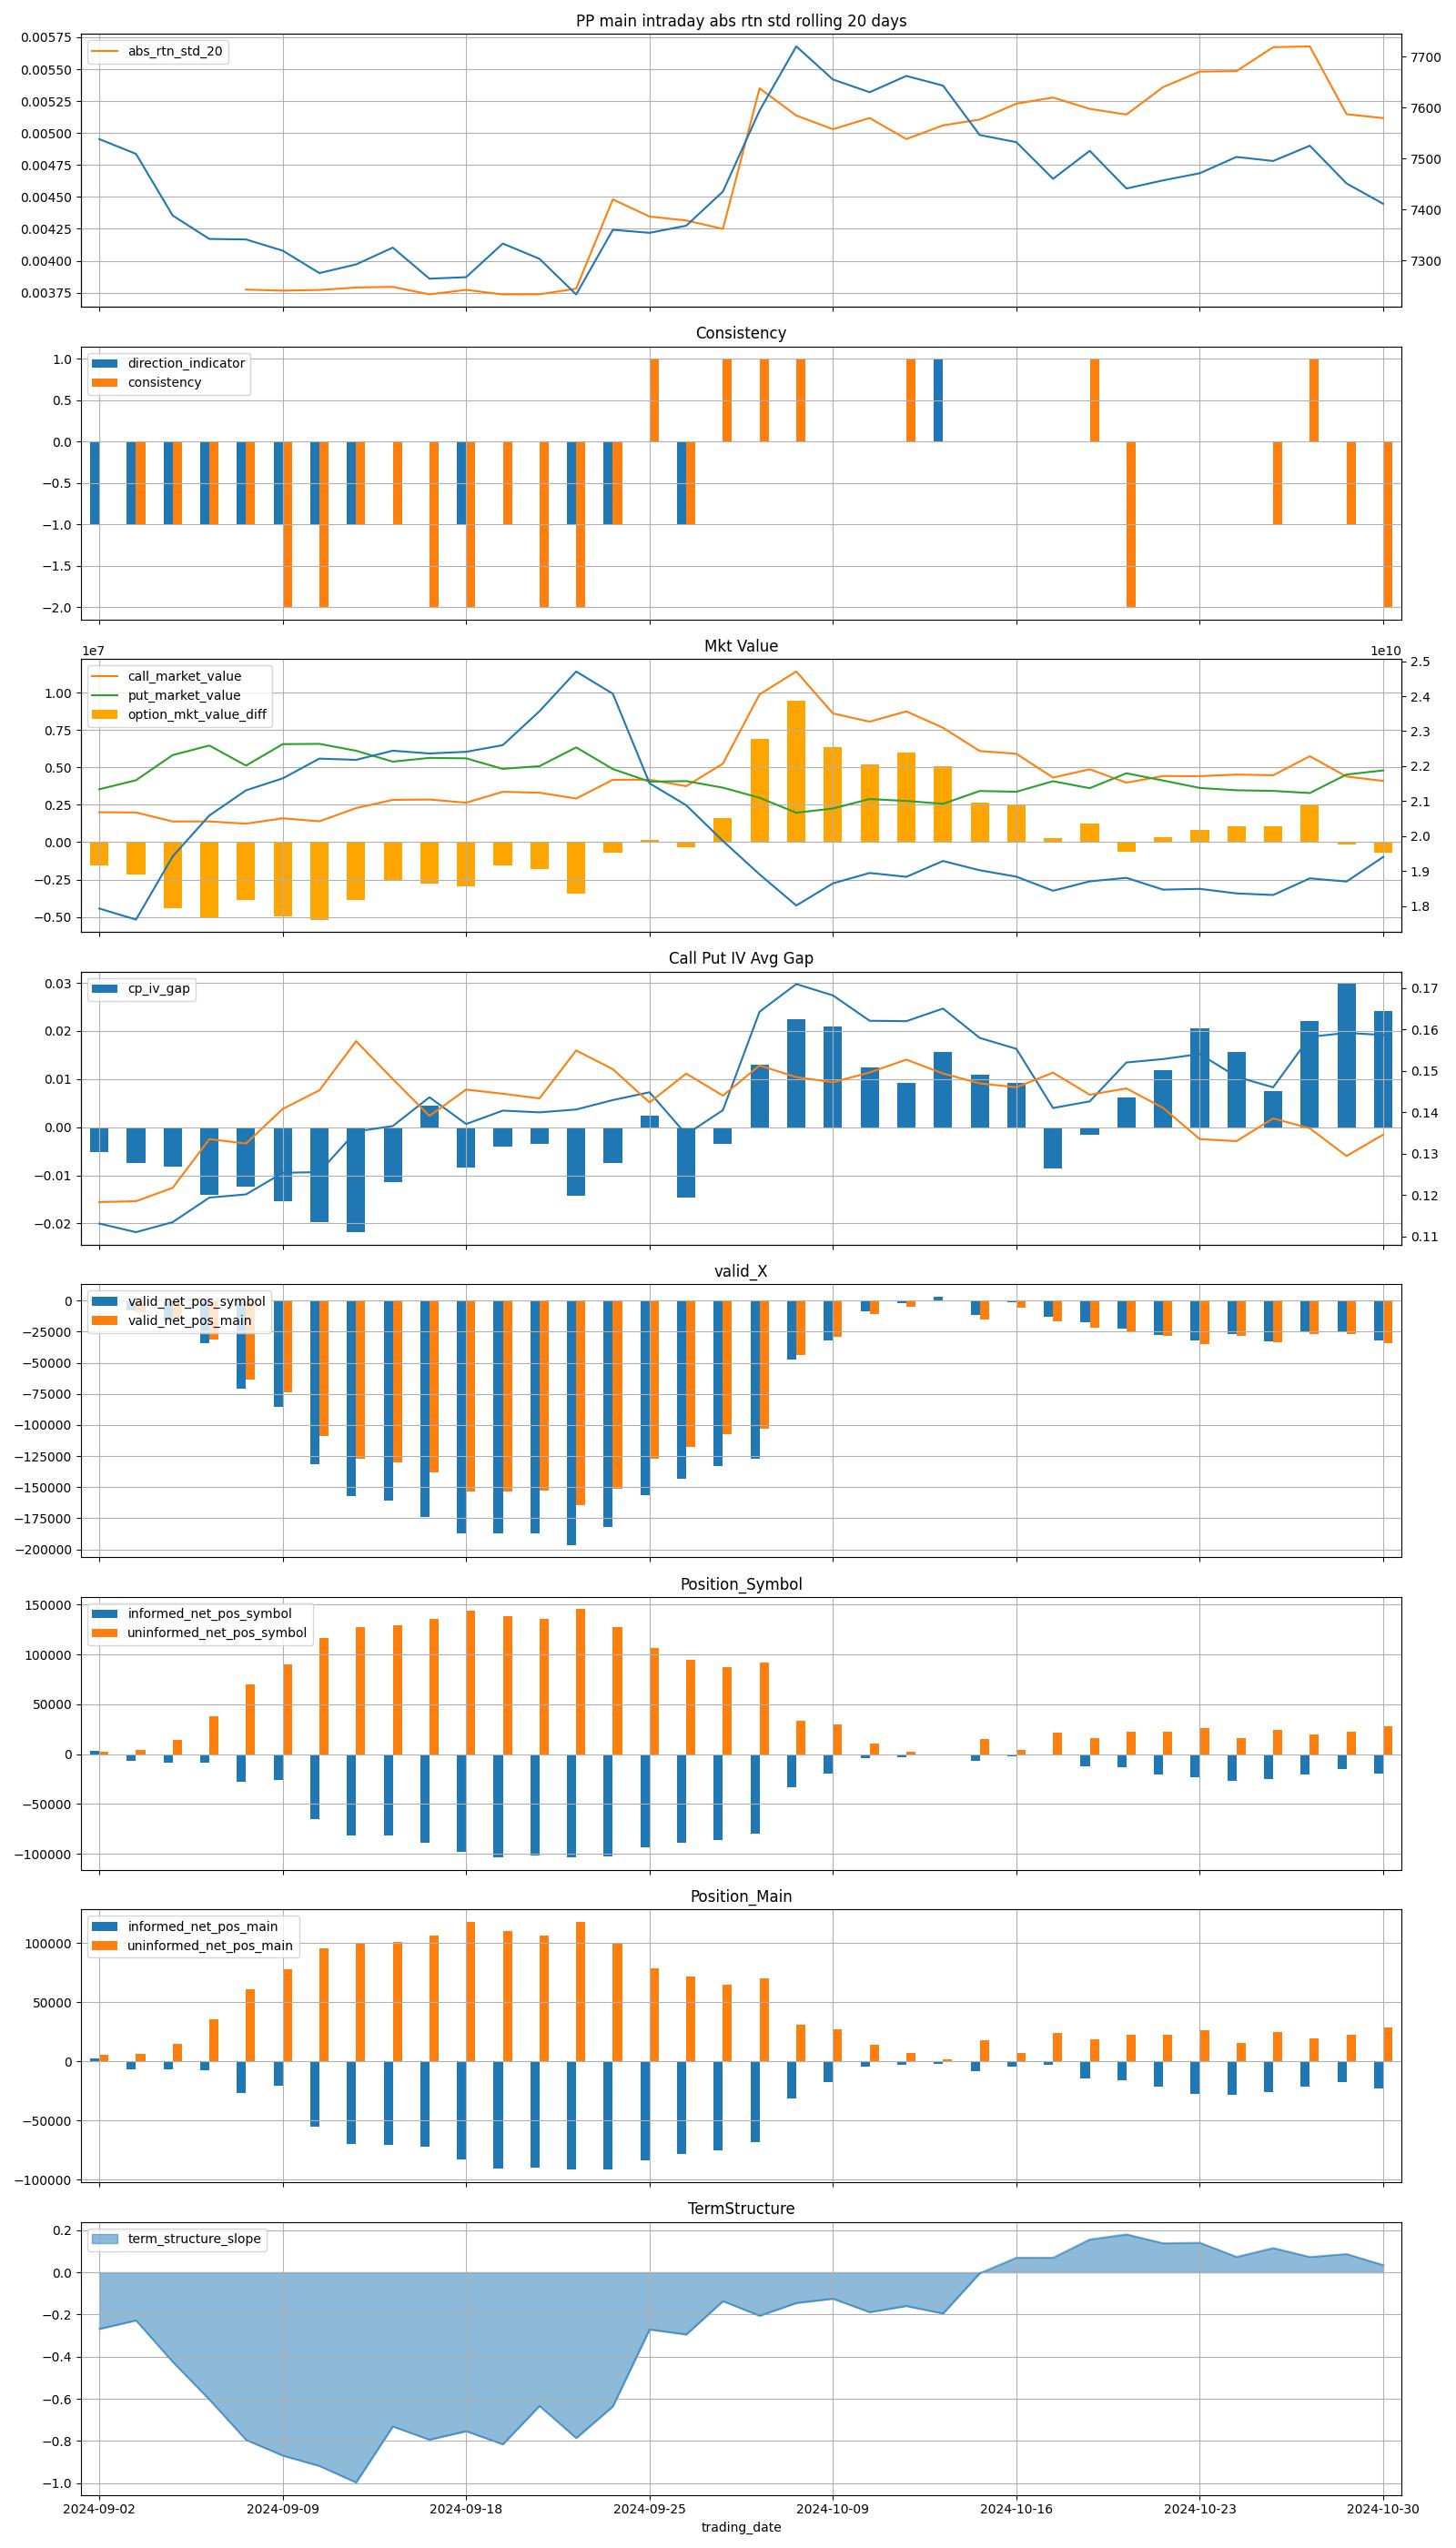 PP main intraday abs rtn std rolling 20 days
abs_rtn_std_20
0.00575
0.00550
0.00525
0.00500
0.00475
0.00450
0.00425
0.00400
0.00375
7700
7600
7500
7400
7300
Consistency
direction_indicator
consistency
1.0
0.5
0.0
−0.5
−1.0
−1.5
−2.0
Mkt Value
1e7
1e10
call_market_value
put_market_value
option_mkt_value_diff
1.00
0.75
0.50
0.25
0.00
−0.25
−0.50
2.5
2.4
2.3
2.2
2.1
2.0
1.9
1.8
Call Put IV Avg Gap
cp_iv_gap
0.03
0.02
0.01
0.00
−0.01
−0.02
0.17
0.16
0.15
0.14
0.13
0.12
0.11
valid_X
valid_net_pos_symbol
valid_net_pos_main
0
−25000
−50000
−75000
−100000
−125000
−150000
−175000
−200000
Position_Symbol
informed_net_pos_symbol
uninformed_net_pos_symbol
150000
100000
50000
0
−50000
−100000
Position_Main
informed_net_pos_main
uninformed_net_pos_main
100000
50000
0
−50000
−100000
TermStructure
term_structure_slope
0.2
0.0
−0.2
−0.4
−0.6
−0.8
−1.0
2024-09-02 2024-09-09 2024-09-18 2024-09-25 2024-10-09 2024-10-16 2024-10-23 2024-10-30
trading_date